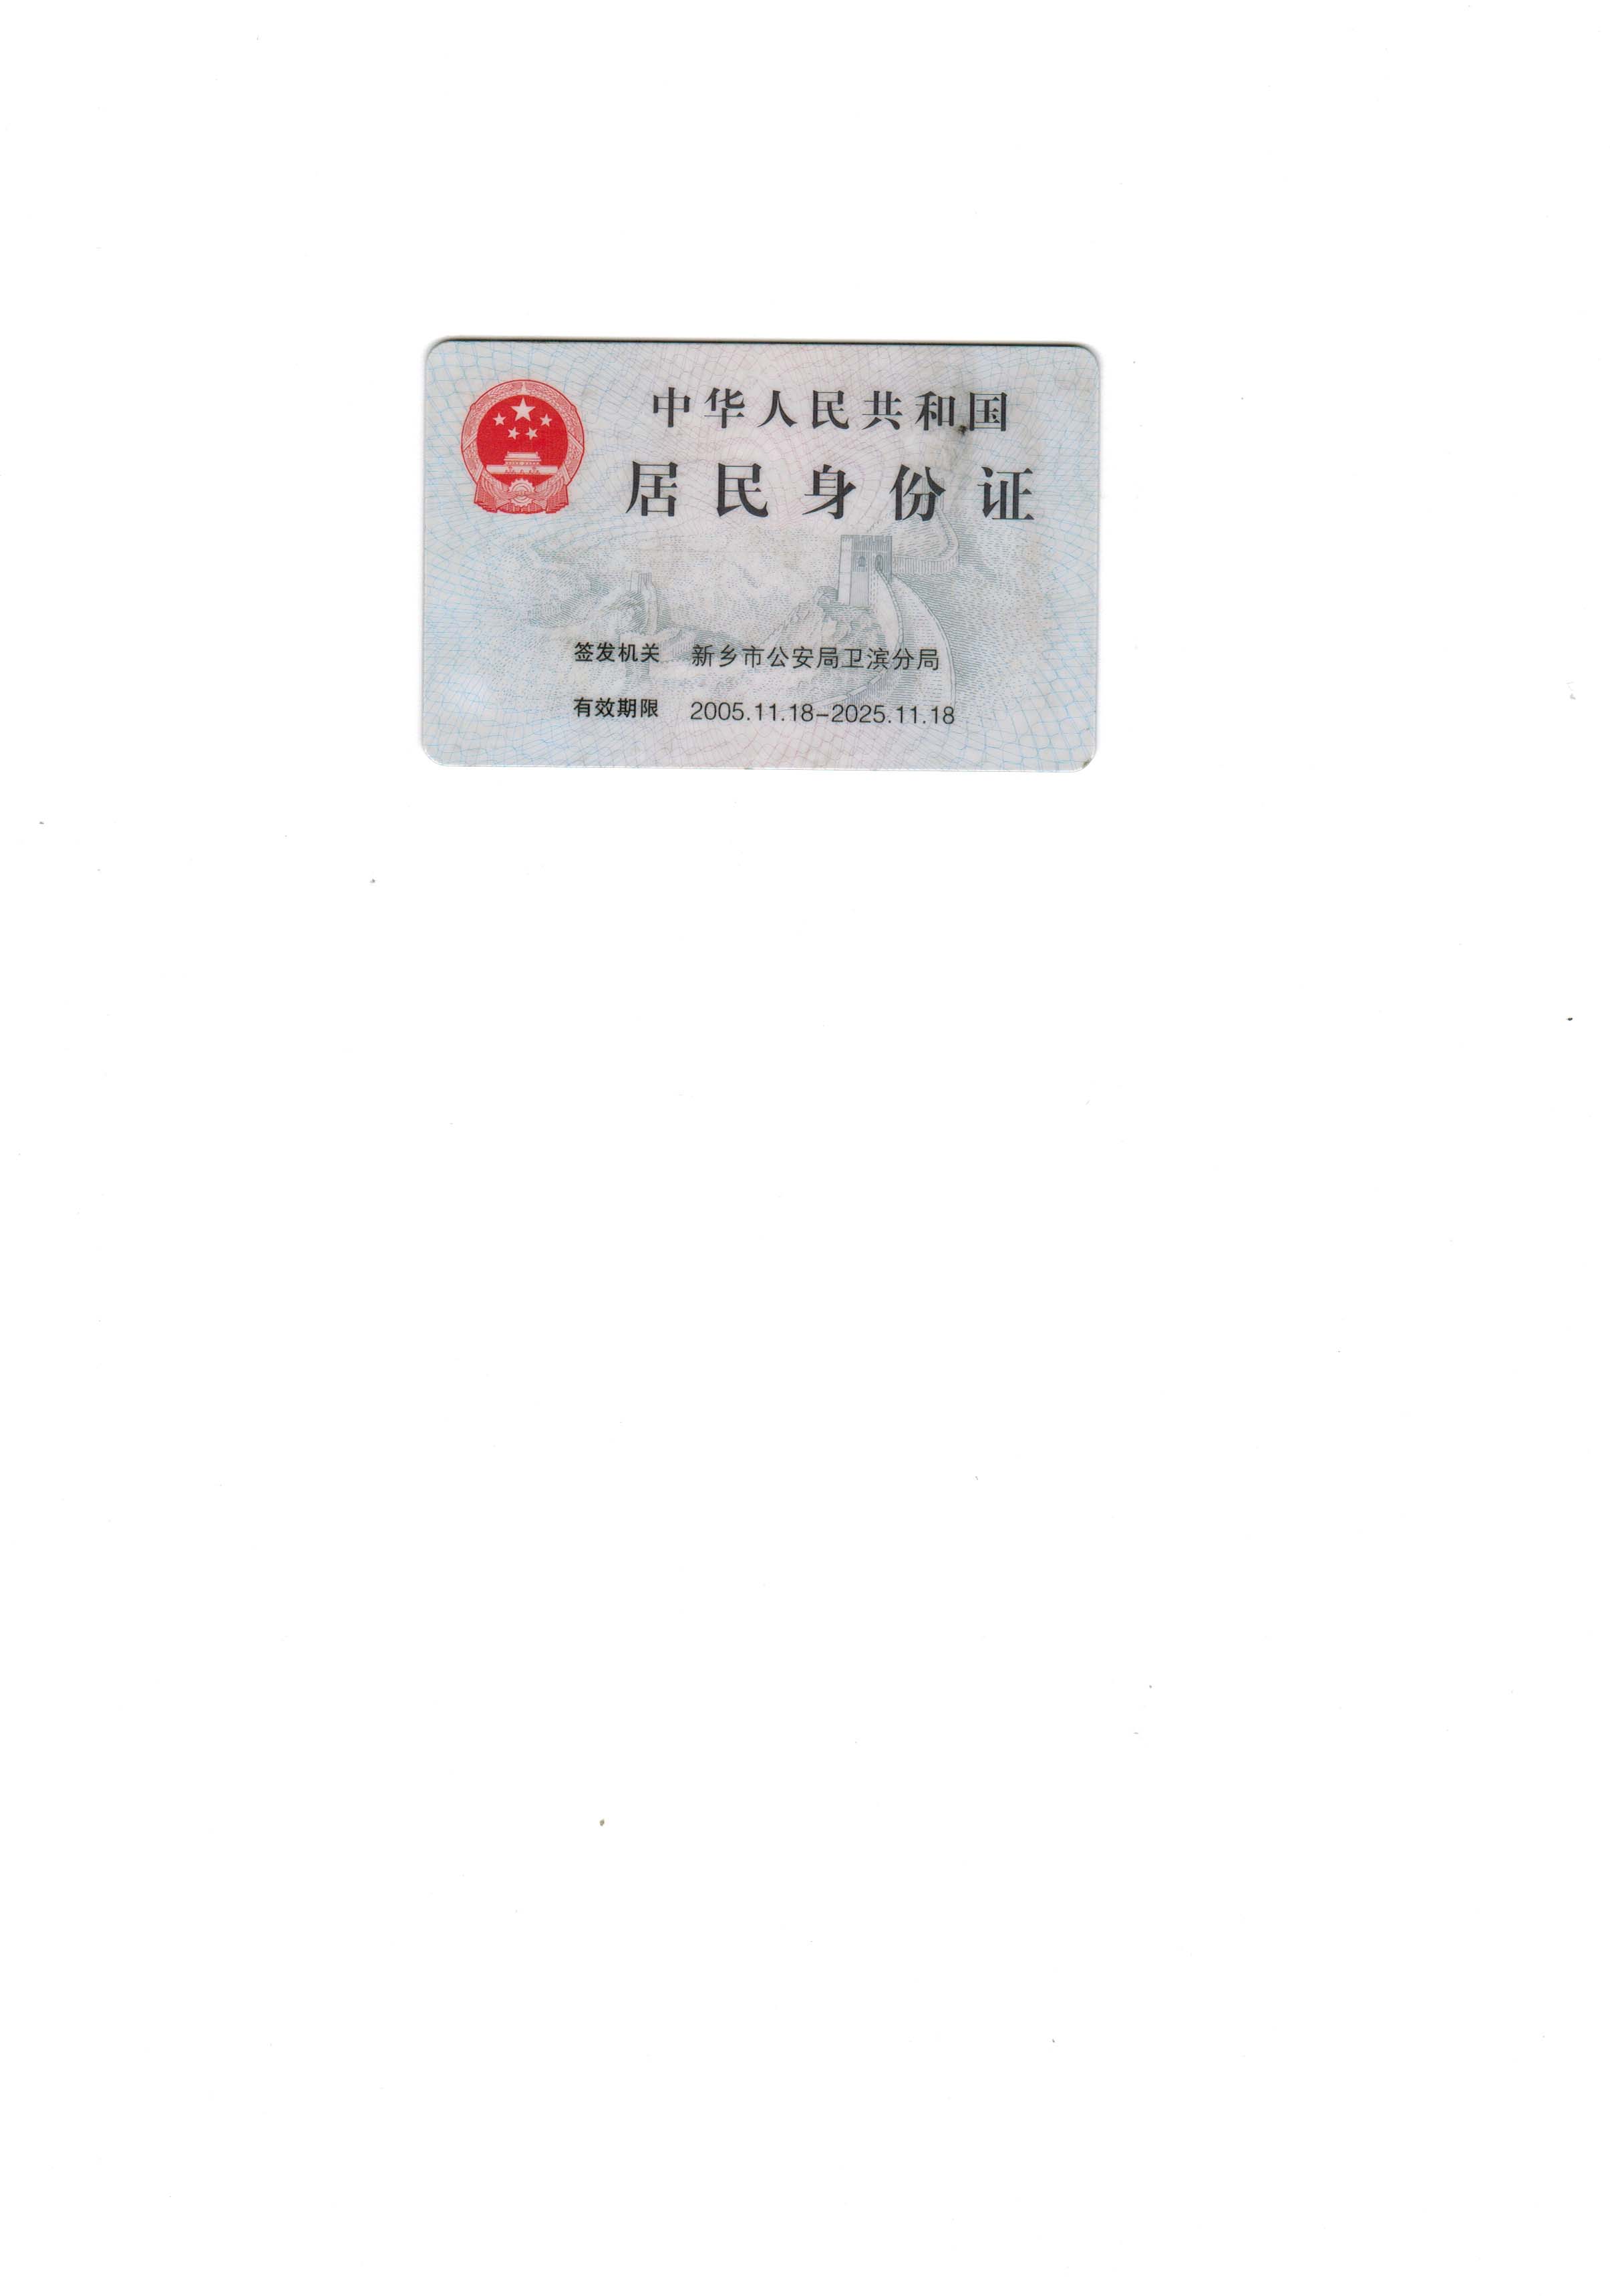 中华人民共和国
居民身份证
签发机关 新乡市公安局卫滨分局
有效期限 2005.11.18-2025.11.18